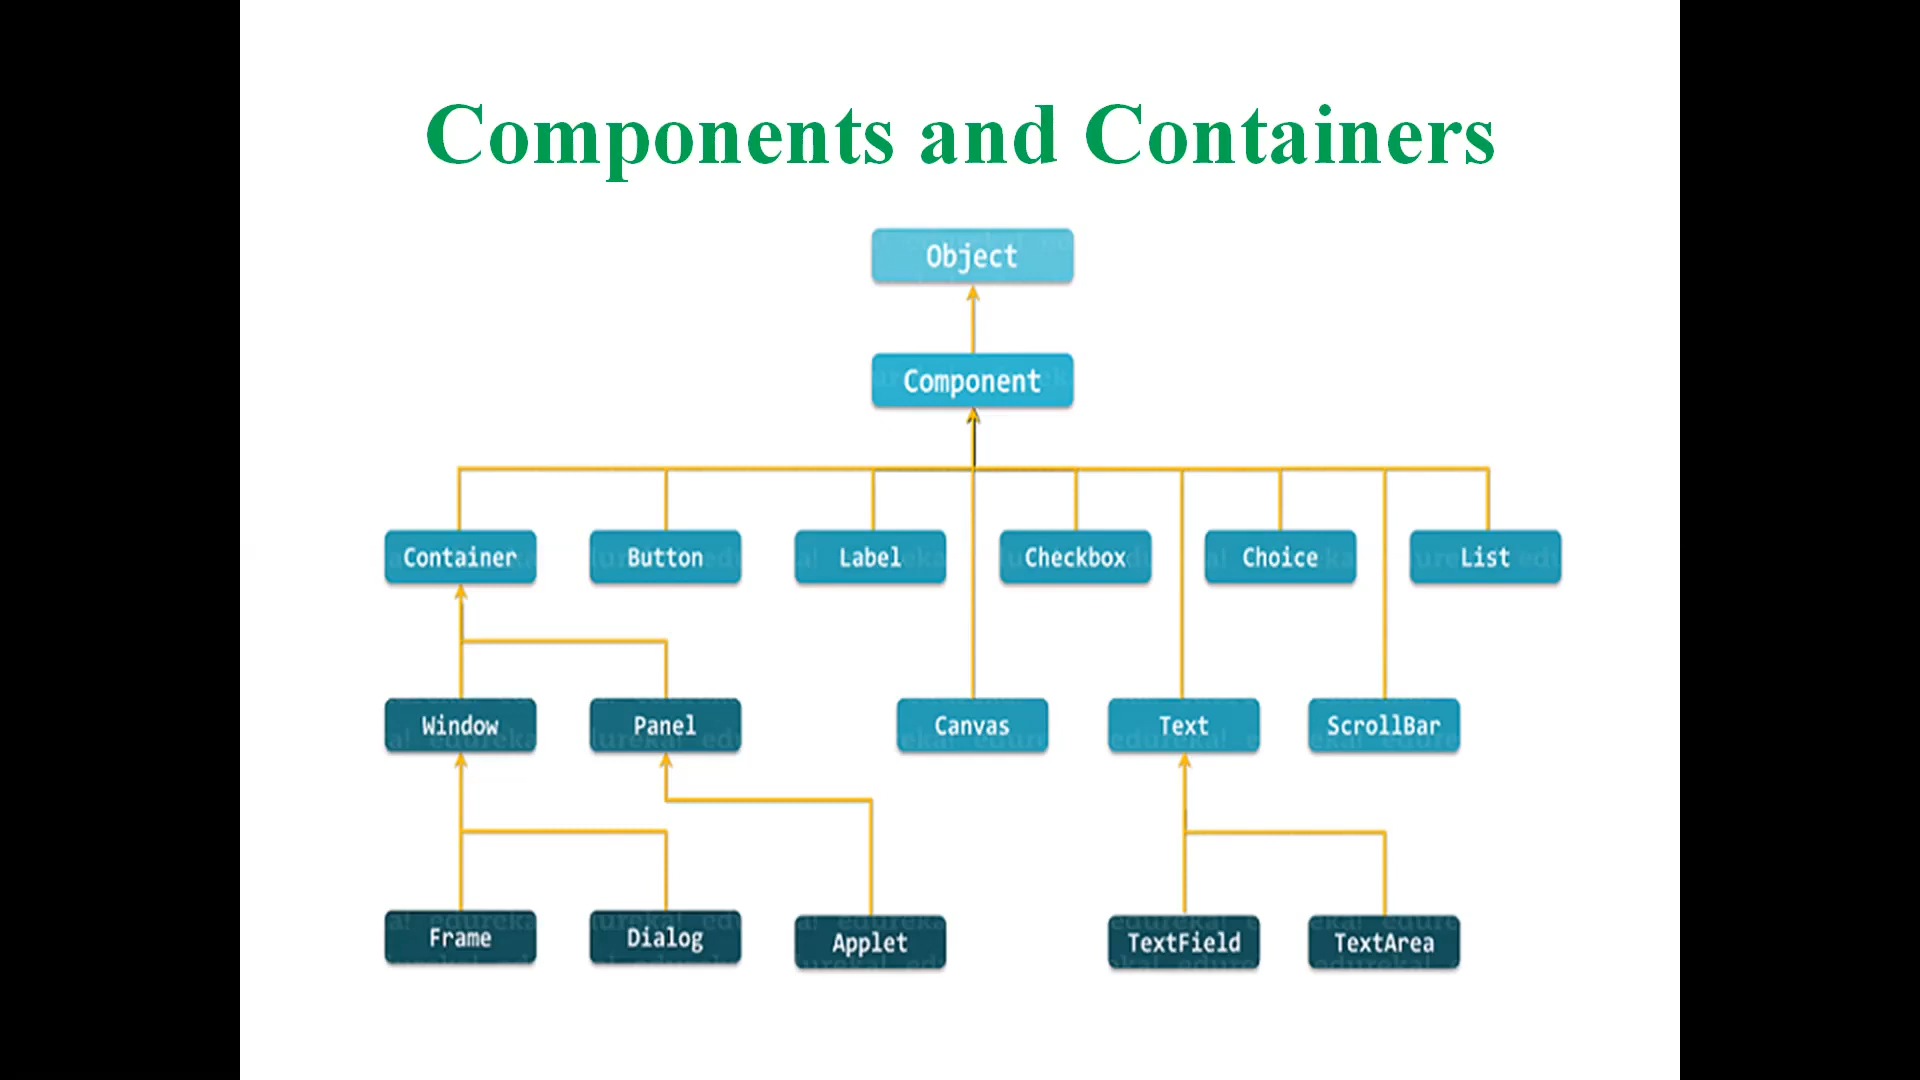 Components and Containers
Object
Component
Container
Button
Label
Checkbox
Choice
List
Window
Panel
Canvas
Text
ScrollBar
Frame
Dialog
Applet
TextField
TextArea